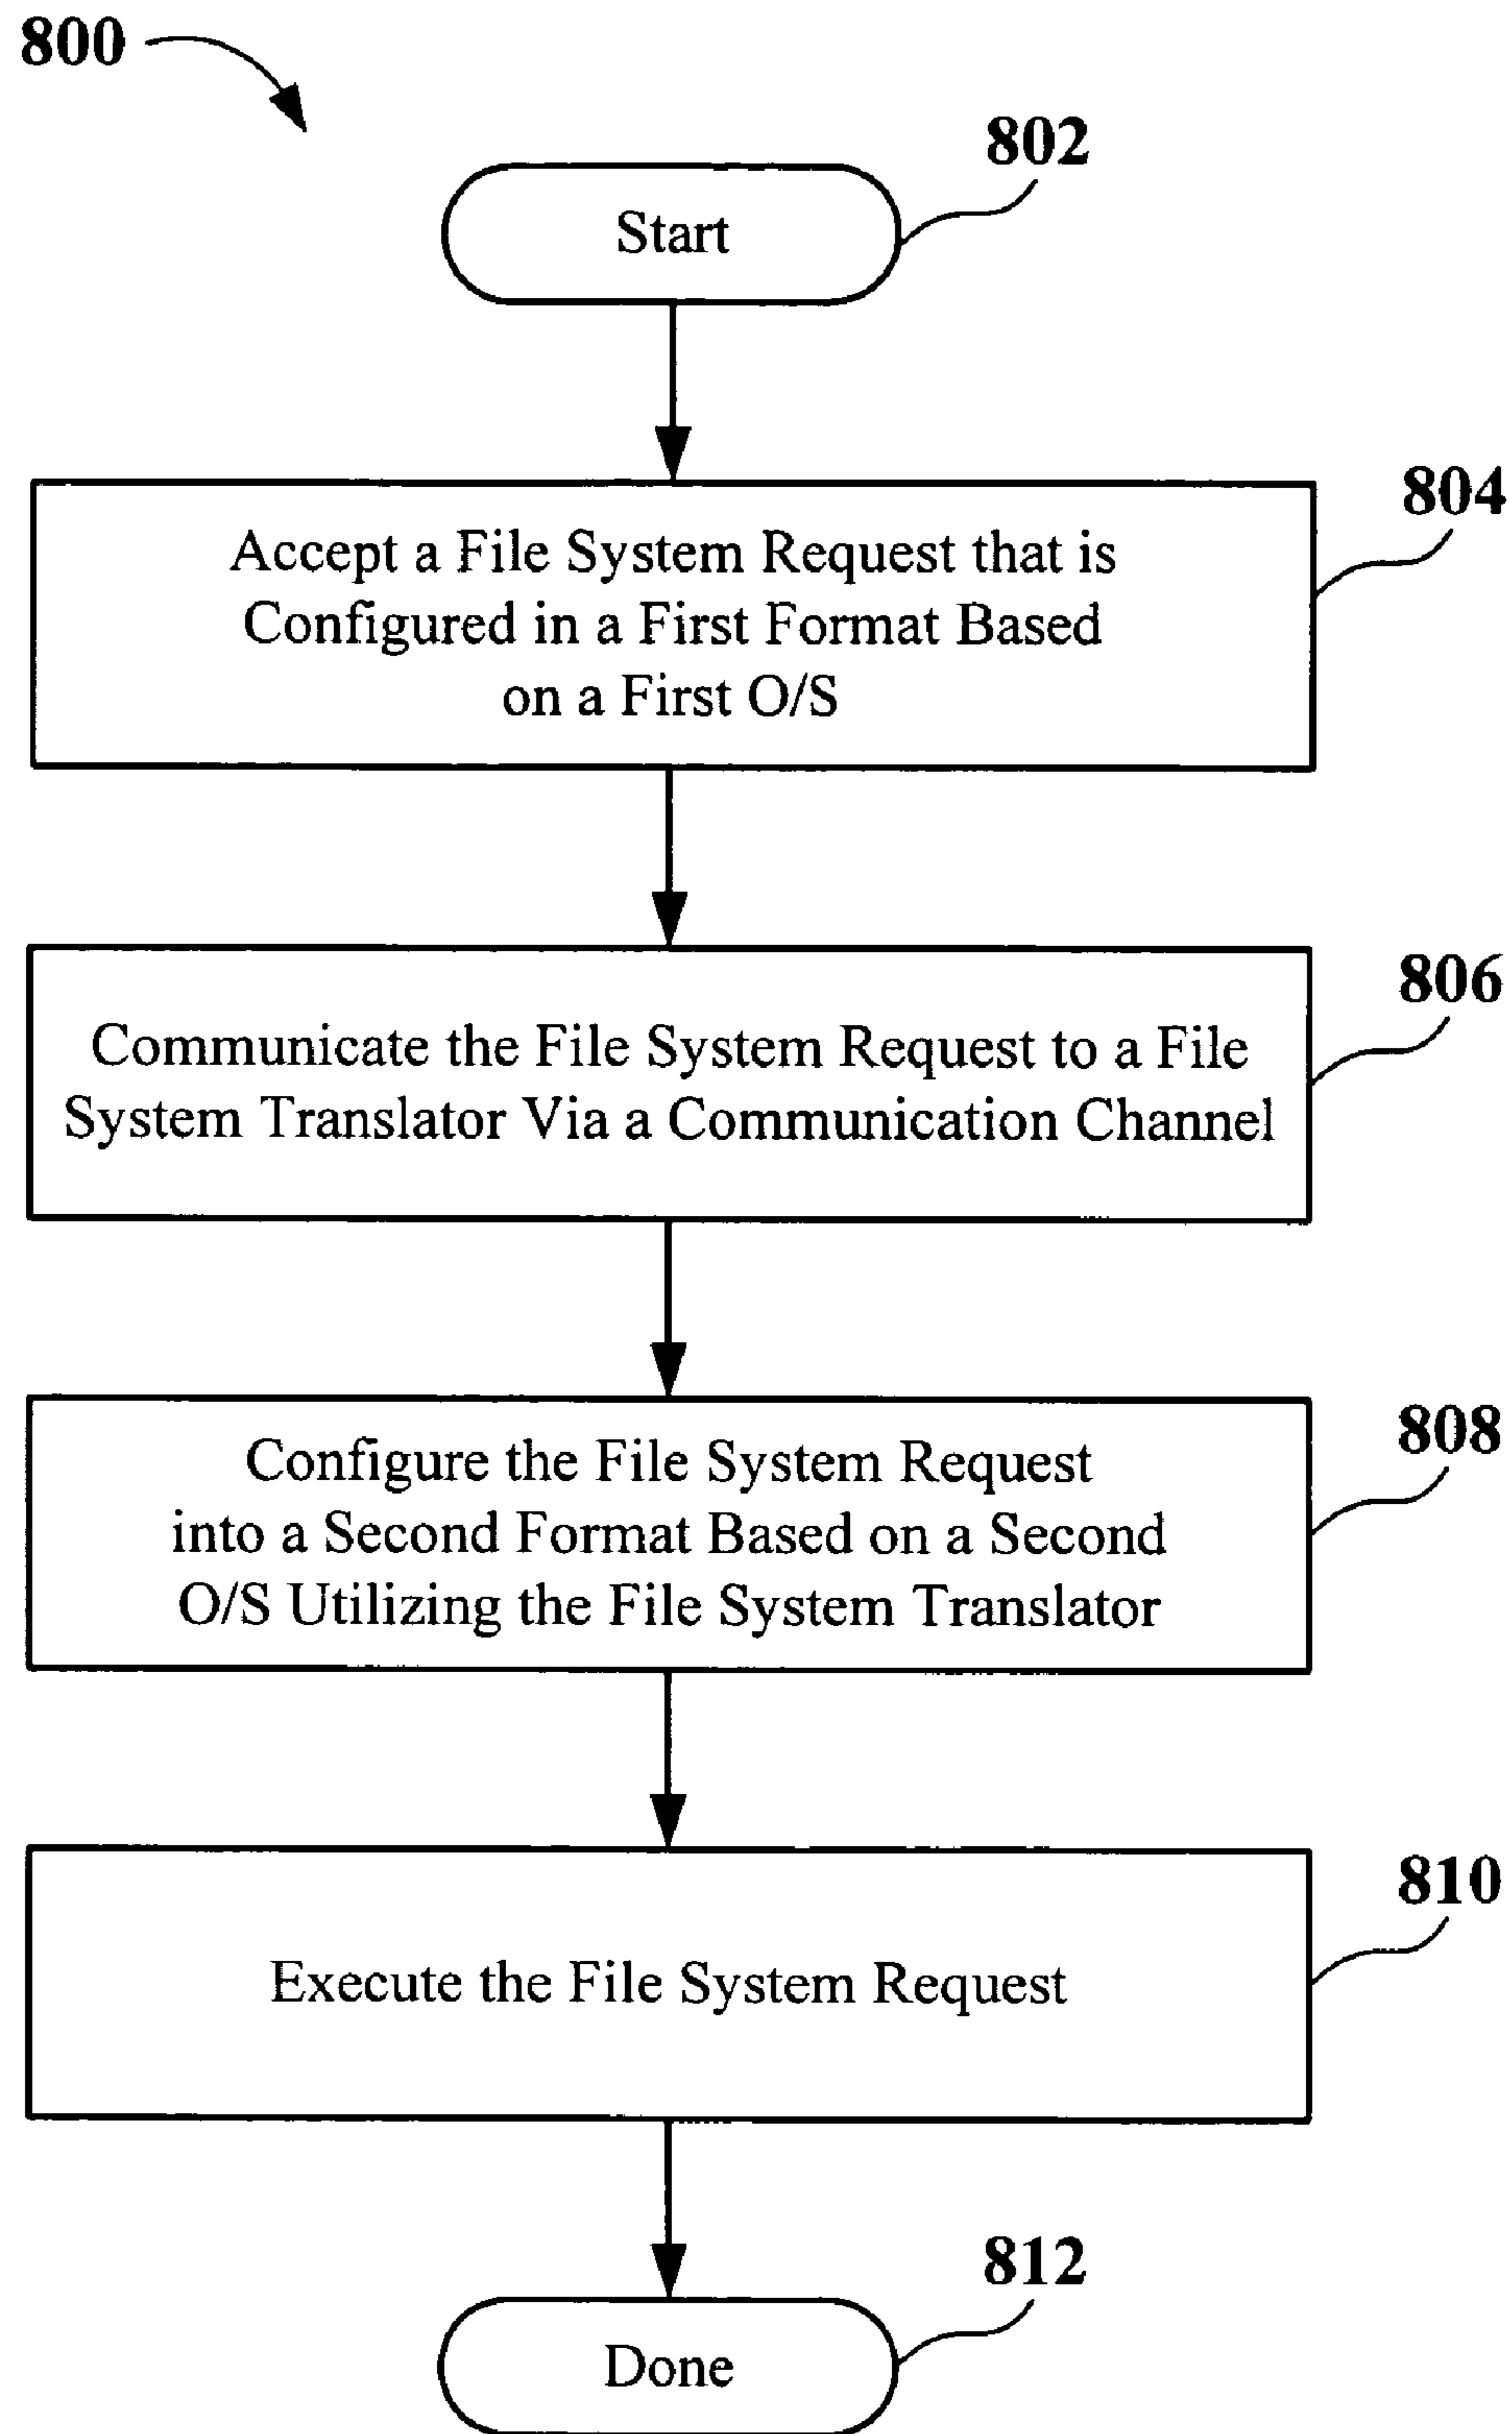 800
802
Start
804
Accept a File System Request that is
Configured in a First Format Based
on a First O/S
806
Communicate the File System Request to a File
System Translator Via a Communication Channel
808
Configure the File System Request
into a Second Format Based on a Second
O/S Utilizing the File System Translator
810
Execute the File System Request
812
Done